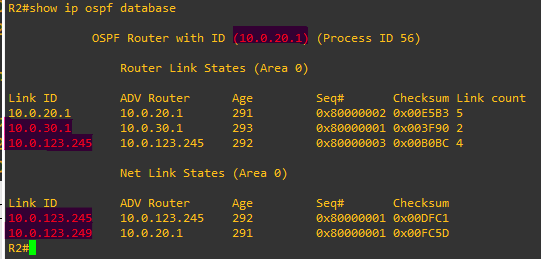 R2#show ip ospf database
OSPF Router with ID (10.0.20.1) (Process ID 56)
Router Link States (Area 0)
Link ID ADV Router Age Seq# Checksum Link count
10.0.20.1 10.0.20.1 291 0x80000002 0x00E5B3 5
10.0.30.1 10.0.30.1 293 0x80000001 0x003F90 2
10.0.123.245 10.0.123.245 292 0x80000003 0x00B0BC 4
Net Link States (Area 0)
Link ID ADV Router Age Seq# Checksum
10.0.123.245 10.0.123.245 292 0x80000001 0x00DFC1
10.0.123.249 10.0.20.1 291 0x80000001 0x00FC5D
R2#